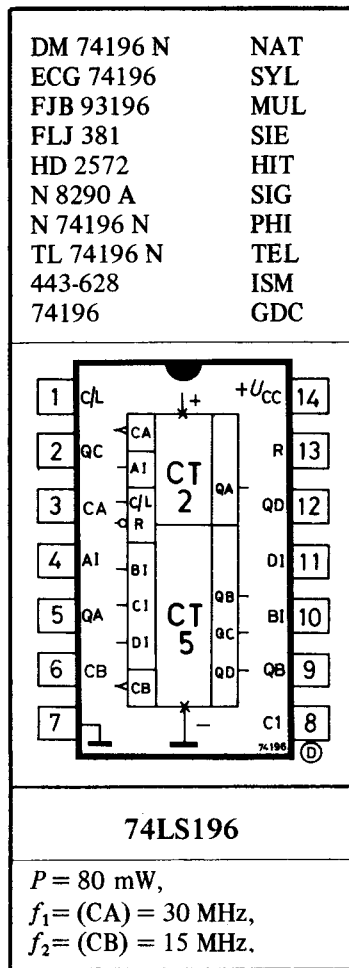 DM 74196 N NAT
ECG 74196 SYL
FJB 93196 MUL
FLJ 381 SIE
HD 2572 HIT
N 8290 A SIG
N 74196 N PHI
TL 74196 N TEL
443-628 ISM
74196 GDC
1 C/L + +UCC 14
CA
2 QC R 13
AI CT 2 QA
3 CA C/L QD 12
R
4 AI BI DI 11
QB
5 QA CI CT 5 BI 10
QC
DI
6 CB QD QB 9
CB
7 − C1 8
74196
D
74LS196
P = 80 mW,
f1= (CA) = 30 MHz,
f2= (CB) = 15 MHz.